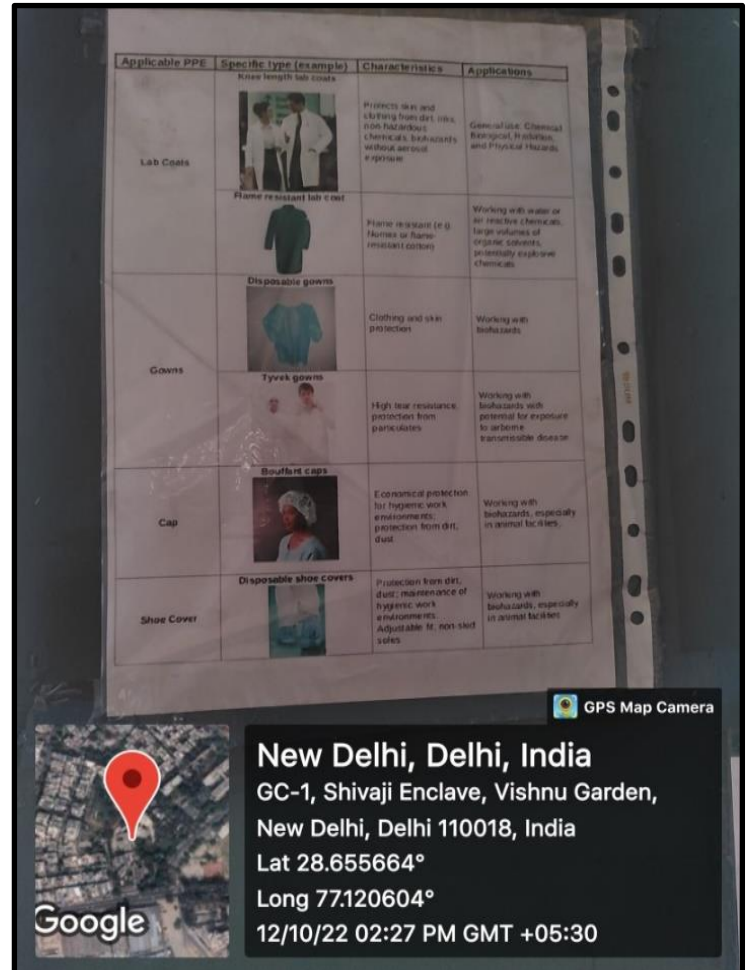 Applicable PPE
Specific type (example)
Characteristics
Applications
Lab Coats
Knee length lab coats
Protects skin and
clothing from dirt, inks,
non hazardous
chemicals, biohazards
without aerosol
exposure
General use; Chemical,
Biological, Radiation,
and Physical Hazards
Flame resistant lab coat
Flame resistant (e.g.
Nomex or flame-
resistant cotton)
Working with water or
air reactive chemicals,
large volumes of
organic solvents,
potentially explosive
chemicals
Gowns
Disposable gowns
Clothing and skin
protection
Working with
biohazards
Tyvek gowns
High tear resistance,
protection from
particulates
Working with
biohazards with
potential for exposure
to airborne
transmissible disease
Cap
Bouffant caps
Economical protection
for hygienic work
environments;
protection from dirt,
dust
Working with
biohazards, especially
in animal facilities.
Shoe Cover
Disposable shoe covers
Protection from dirt,
dust; maintenance of
hygienic work
environments.
Adjustable fit; non-skid
soles
Working with
biohazards, especially
in animal facilities
GPS Map Camera
New Delhi, Delhi, India
GC-1, Shivaji Enclave, Vishnu Garden,
New Delhi, Delhi 110018, India
Lat 28.655664°
Long 77.120604°
12/10/22 02:27 PM GMT +05:30
Google